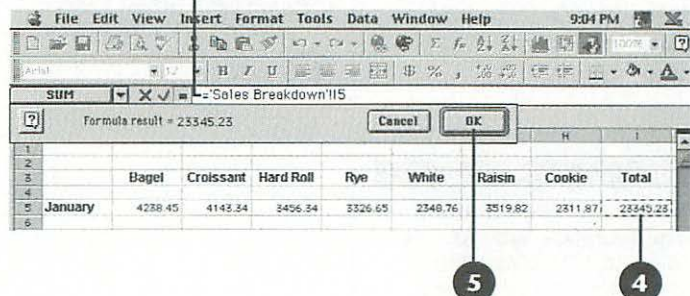 File Edit View Insert Format Tools Data Window Help 9:04 PM
100%
Arial 12 B I U $ % ,
SUM ='Sales Breakdown'!I5
Formula result = 23345.23 Cancel OK
H I
1
2
3 Bagel Croissant Hard Roll Rye White Raisin Cookie Total
4
5 January 4238.45 4143.34 3456.34 3326.65 2348.76 3519.82 2311.87 23345.23
6
5 4